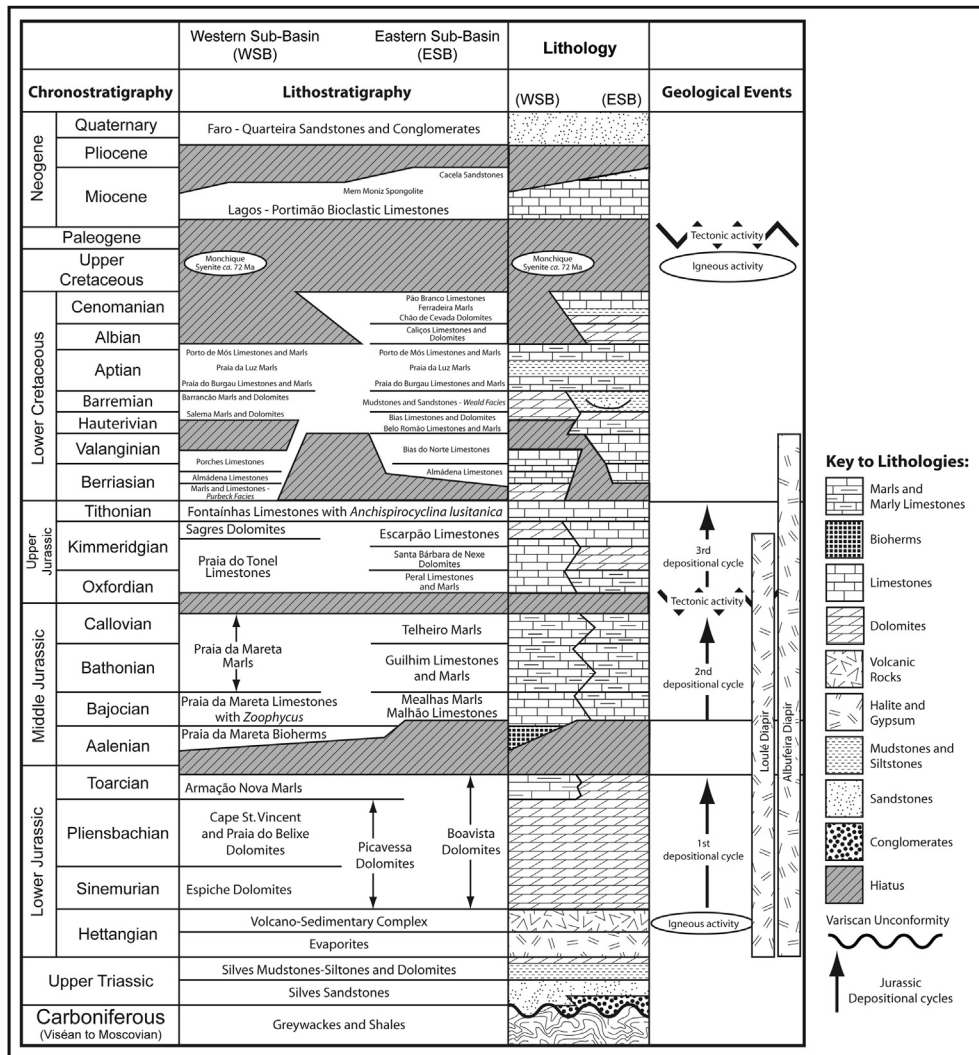 Western Sub-Basin
(WSB)
Eastern Sub-Basin
(ESB)
Lithology
Chronostratigraphy
Lithostratigraphy
(WSB)
(ESB)
Geological Events
Neogene
Quaternary
Faro - Quarteira Sandstones and Conglomerates
Pliocene
Miocene
Cacela Sandstones
Mem Moniz Spongolite
Lagos - Portimão Bioclastic Limestones
Paleogene
Tectonic activity
Upper
Cretaceous
Monchique
Syenite ca. 72 Ma
Monchique
Syenite ca. 72 Ma
Igneous activity
Lower Cretaceous
Cenomanian
Pão Branco Limestones
Ferradeira Marls
Chão de Cevada Dolomites
Albian
Caliços Limestones and
Dolomites
Aptian
Porto de Mós Limestones and Marls
Porto de Mós Limestones and Marls
Praia da Luz Marls
Praia da Luz Marls
Praia do Burgau Limestones and Marls
Praia do Burgau Limestones and Marls
Barremian
Barrancão Marls and Dolomites
Mudstones and Sandstones - Weald Facies
Salema Marls and Dolomites
Hauterivian
Bias Limestones and Dolomites
Belo Romão Limestones and Marls
Valanginian
Bias do Norte Limestones
Porches Limestones
Berriasian
Almádena Limestones
Almádena Limestones
Marls and Limestones -
Purbeck Facies
Upper
Jurassic
Tithonian
Fontaínhas Limestones with Anchispirocyclina lusitanica
Kimmeridgian
Sagres Dolomites
Escarpão Limestones
Praia do Tonel
Limestones
Santa Bárbara de Nexe
Dolomites
3rd
depositional cycle
Oxfordian
Peral Limestones
and Marls
Tectonic activity
Middle Jurassic
Callovian
Telheiro Marls
Praia da Mareta
Marls
Bathonian
Guilhim Limestones
and Marls
2nd
depositional cycle
Bajocian
Praia da Mareta Limestones
with Zoophycus
Mealhas Marls
Malhão Limestones
Aalenian
Praia da Mareta Bioherms
Loulé Diapir
Albufeira Diapir
Lower Jurassic
Toarcian
Armação Nova Marls
Pliensbachian
Cape St. Vincent
and Praia do Belixe
Dolomites
Picavessa
Dolomites
Boavista
Dolomites
1st
depositional cycle
Sinemurian
Espiche Dolomites
Hettangian
Volcano-Sedimentary Complex
Igneous activity
Evaporites
Upper Triassic
Silves Mudstones-Siltones and Dolomites
Silves Sandstones
Carboniferous
(Viséan to Moscovian)
Greywackes and Shales
Key to Lithologies:
Marls and
Marly Limestones
Bioherms
Limestones
Dolomites
Volcanic
Rocks
Halite and
Gypsum
Mudstones and
Siltstones
Sandstones
Conglomerates
Hiatus
Variscan Unconformity
Jurassic
Depositional cycles